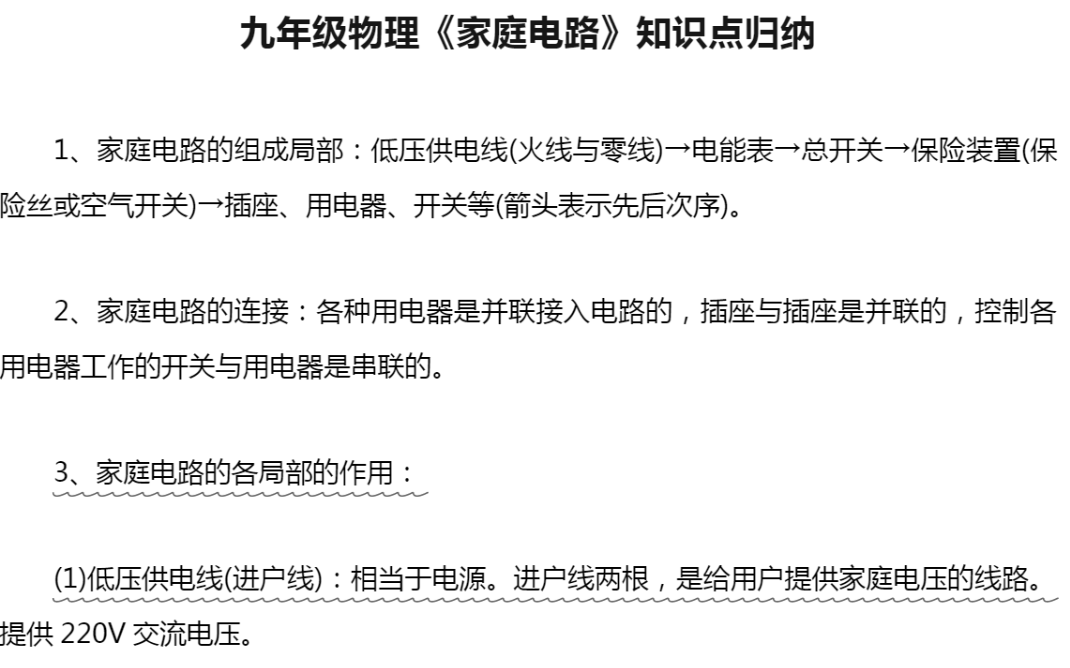 九年级物理《家庭电路》知识点归纳
1、家庭电路的组成局部：低压供电线(火线与零线)→电能表→总开关→保险装置(保
险丝或空气开关)→插座、用电器、开关等(箭头表示先后次序)。
2、家庭电路的连接：各种用电器是并联接入电路的，插座与插座是并联的，控制各
用电器工作的开关与用电器是串联的。
3、家庭电路的各局部的作用：
(1)低压供电线(进户线)：相当于电源。进户线两根，是给用户提供家庭电压的线路。
提供 220V 交流电压。